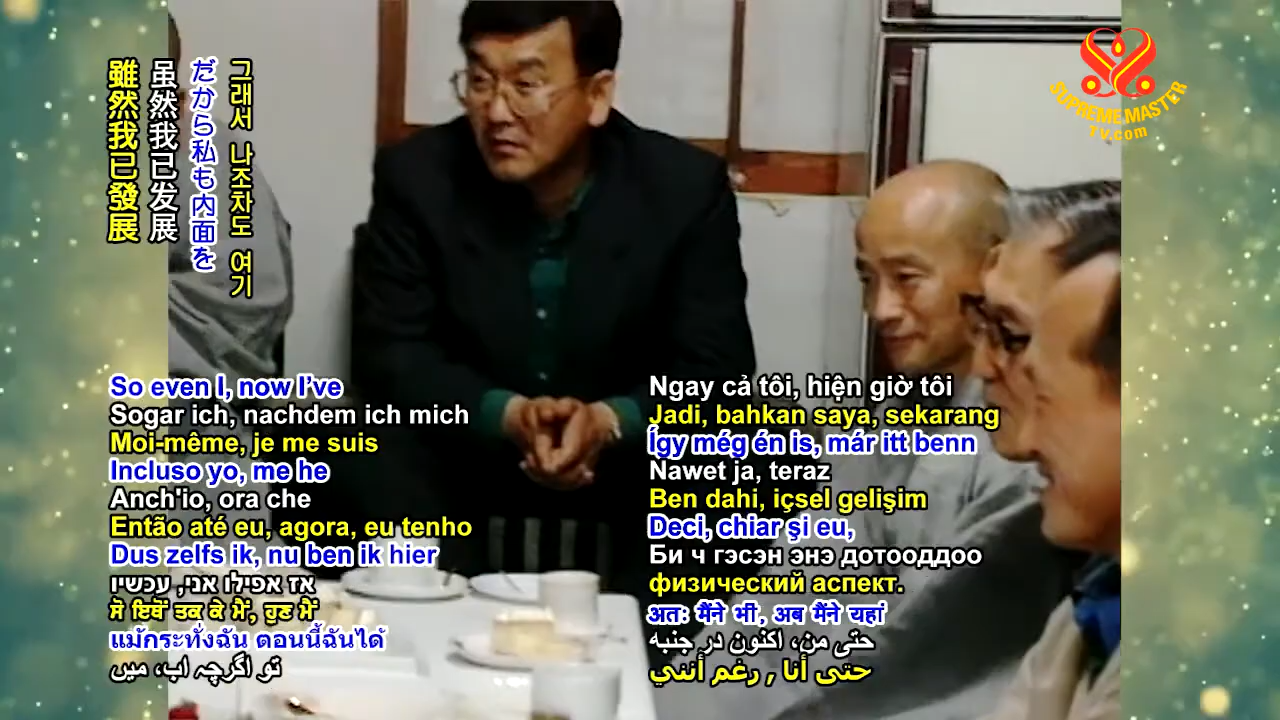 雖然我已發展
虽然我已发展
だから私も内面を
그래서 나조차도 여기
SUPREME MASTER
TV.com
So even I, now I've
Sogar ich, nachdem ich mich
Moi-même, je me suis
Incluso yo, me he
Anch'io, ora che
Então até eu, agora, eu tenho
Dus zelfs ik, nu ben ik hier
אז אפילו אני, עכשיו
ਸੋ ਇਥੋਂ ਤਕ ਕੇ ਮੈਂ, ਹੁਣ ਮੈਂ
แม้กระทั่งฉัน ตอนนี้ฉันได้
تو اگرچہ اب، میں
Ngay cả tôi, hiện giờ tôi
Jadi, bahkan saya, sekarang
Így még én is, már itt benn
Nawet ja, teraz
Ben dahi, içsel gelişim
Deci, chiar şi eu,
Би ч гэсэн энэ дотооддоо
физический аспект.
अतः मैंने भी, अब मैंने यहां
حتی من، اکنون در جنبه
حتى أنا , رغم أنني